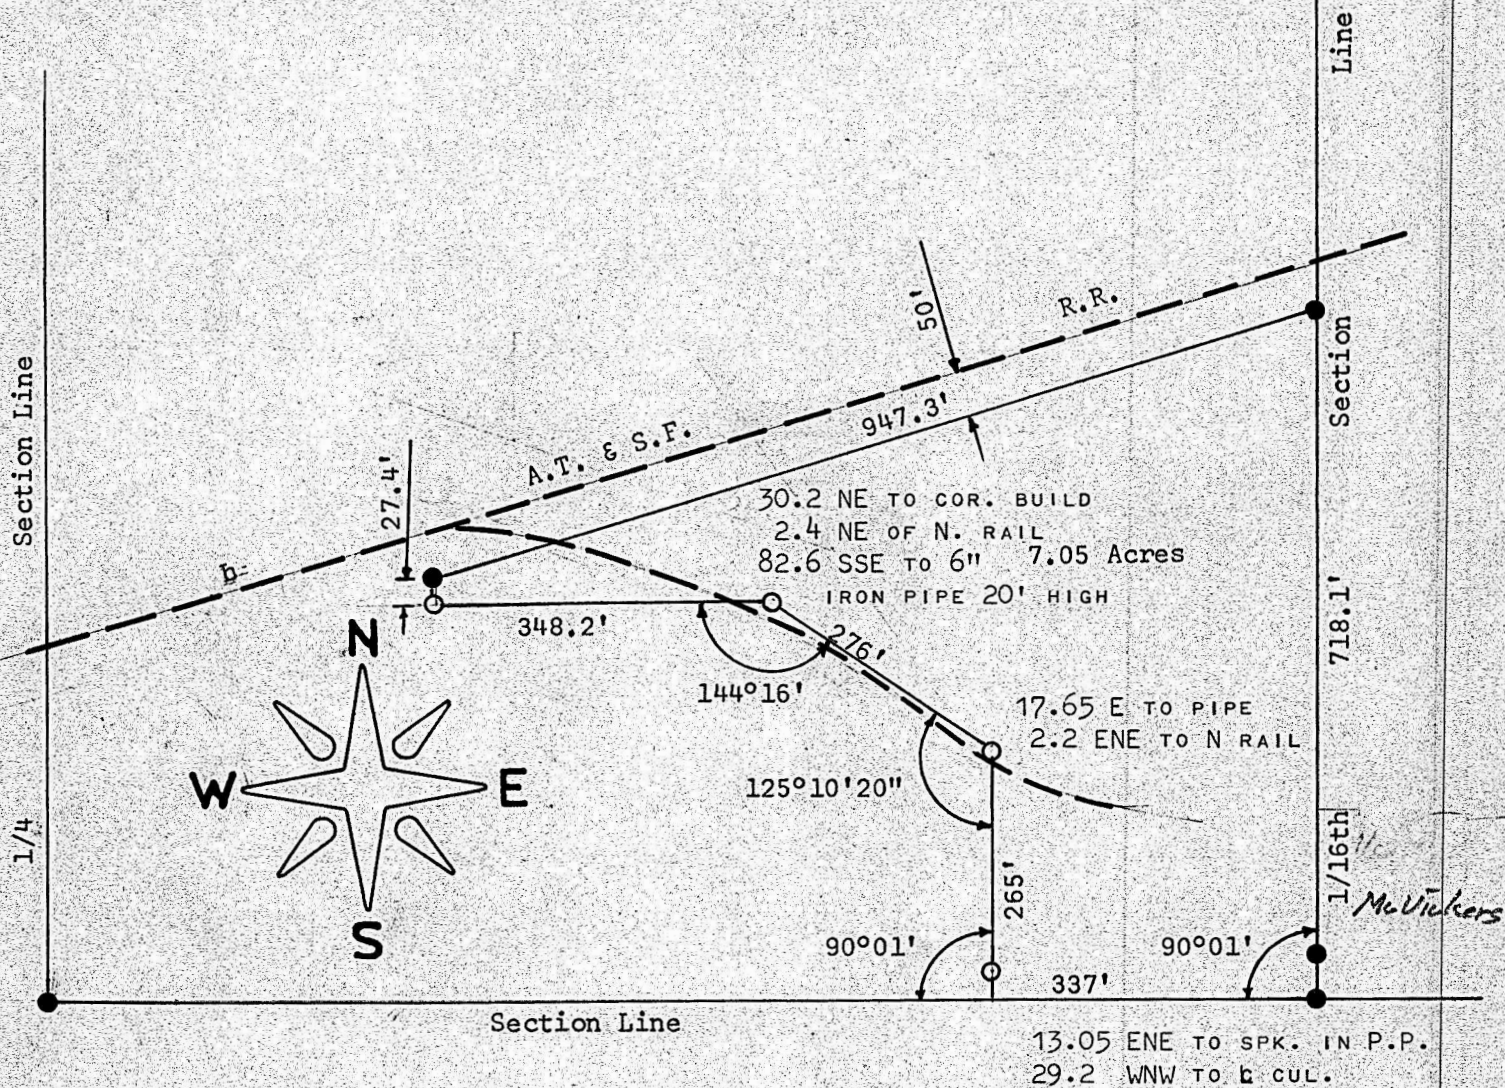 Line
Section
R.R.
50'
947.3'
A.T. & S.F.
27.4'
Section Line
30.2 NE TO COR. BUILD
2.4 NE OF N. RAIL
82.6 SSE TO 6" 7.05 Acres
IRON PIPE 20' HIGH
348.2'
276'
144°16'
718.1'
N
W
E
S
17.65 E TO PIPE
2.2 ENE TO N RAIL
125°10'20"
1/4
265'
1/16th
McVickers
90°01'
90°01'
337'
Section Line
13.05 ENE TO SPK. IN P.P.
29.2 WNW TO ℄ CUL.